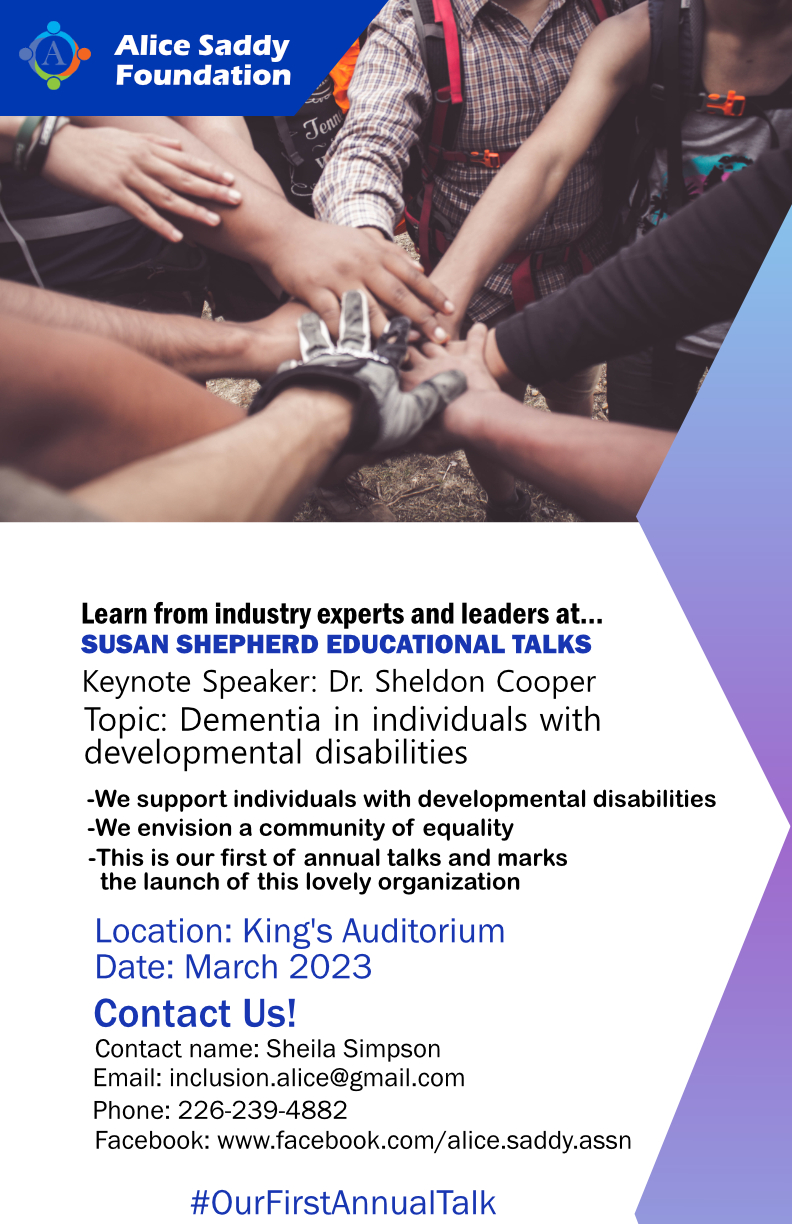 A
Alice Saddy
Foundation
Tenn
Learn from industry experts and leaders at...
SUSAN SHEPHERD EDUCATIONAL TALKS
Keynote Speaker: Dr. Sheldon Cooper
Topic: Dementia in individuals with
developmental disabilities
-We support individuals with developmental disabilities
-We envision a community of equality
-This is our first of annual talks and marks
the launch of this lovely organization
Location: King's Auditorium
Date: March 2023
Contact Us!
Contact name: Sheila Simpson
Email: inclusion.alice@gmail.com
Phone: 226-239-4882
Facebook: www.facebook.com/alice.saddy.assn
#OurFirstAnnualTalk